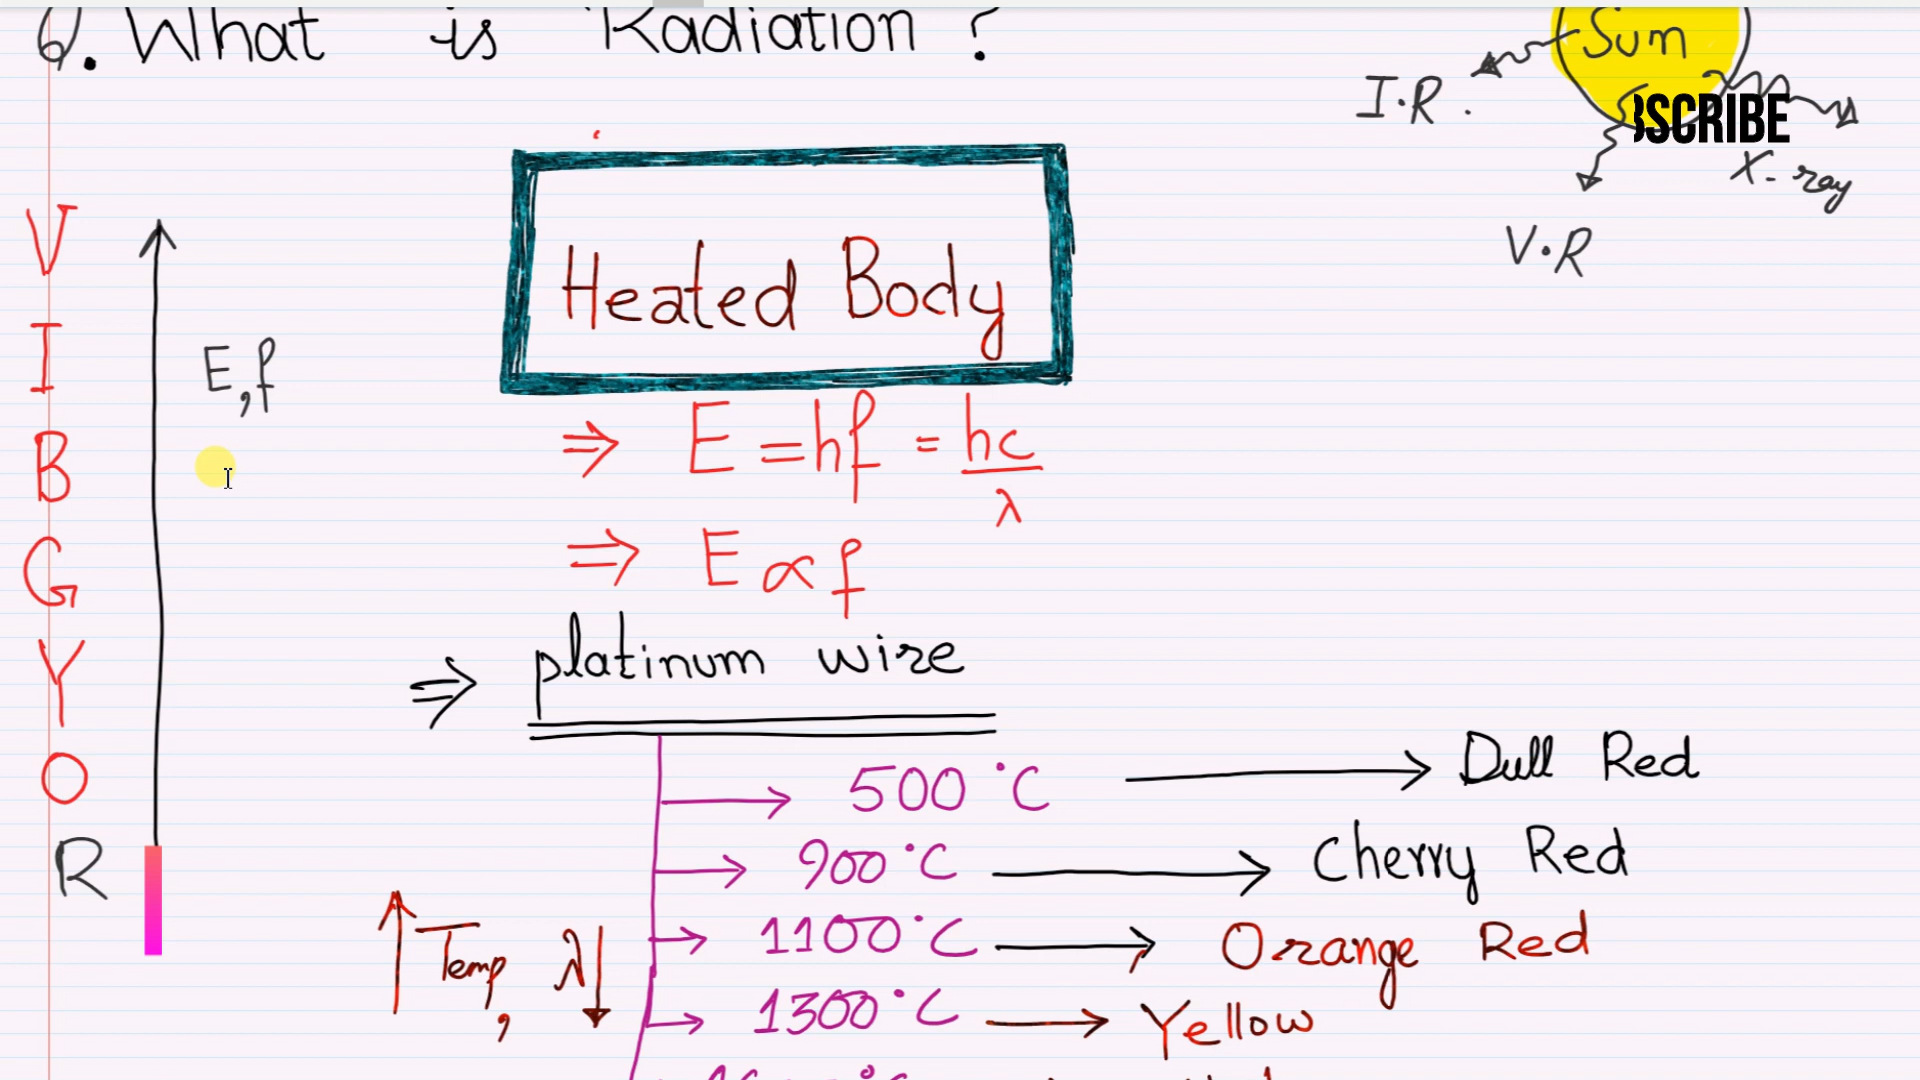 Q. What is Radiation ?
Sun
I.R.
BSCRIBE
X-ray
V.R
Heated Body
V
I
B
G
Y
O
R
E, f
⇒ E = hf = hc/λ
⇒ E ∝ f
⇒ platinum wire
→ 500°C → Dull Red
→ 900°C → Cherry Red
→ 1100°C → Orange Red
→ 1300°C → Yellow
↑ Temp, λ ↓